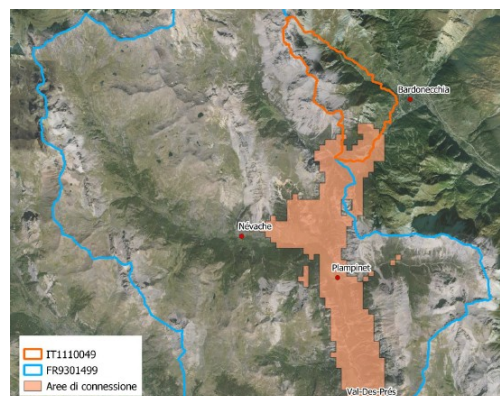 Bardonecchia
Névache
Plampinet
Val-Des-Prés
IT1110049
FR9301499
Aree di connessione